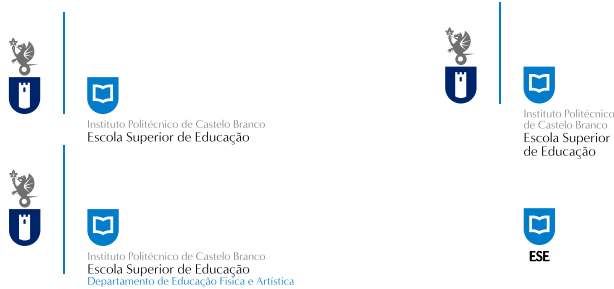 Instituto Politécnico de Castelo Branco
Escola Superior de Educação
Instituto Politécnico
de Castelo Branco
Escola Superior
de Educação
Instituto Politécnico de Castelo Branco
Escola Superior de Educação
Departamento de Educação Física e Artística
ESE